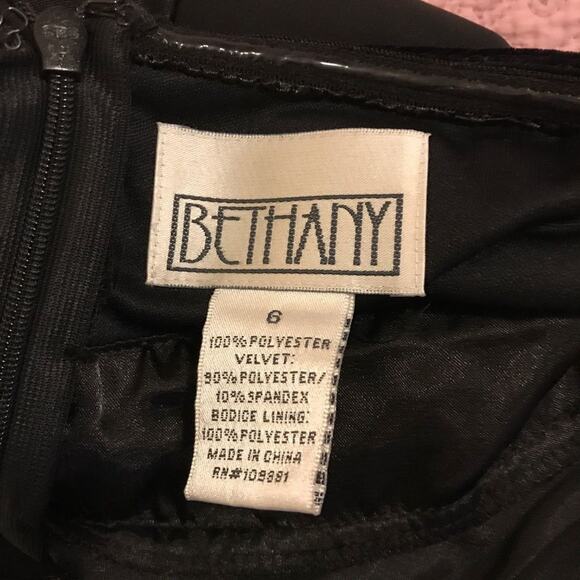 BETHANY
6
100% POLYESTER
VELVET:
90% POLYESTER/
10% SPANDEX
BODICE LINING:
100% POLYESTER
MADE IN CHINA
RN#109881